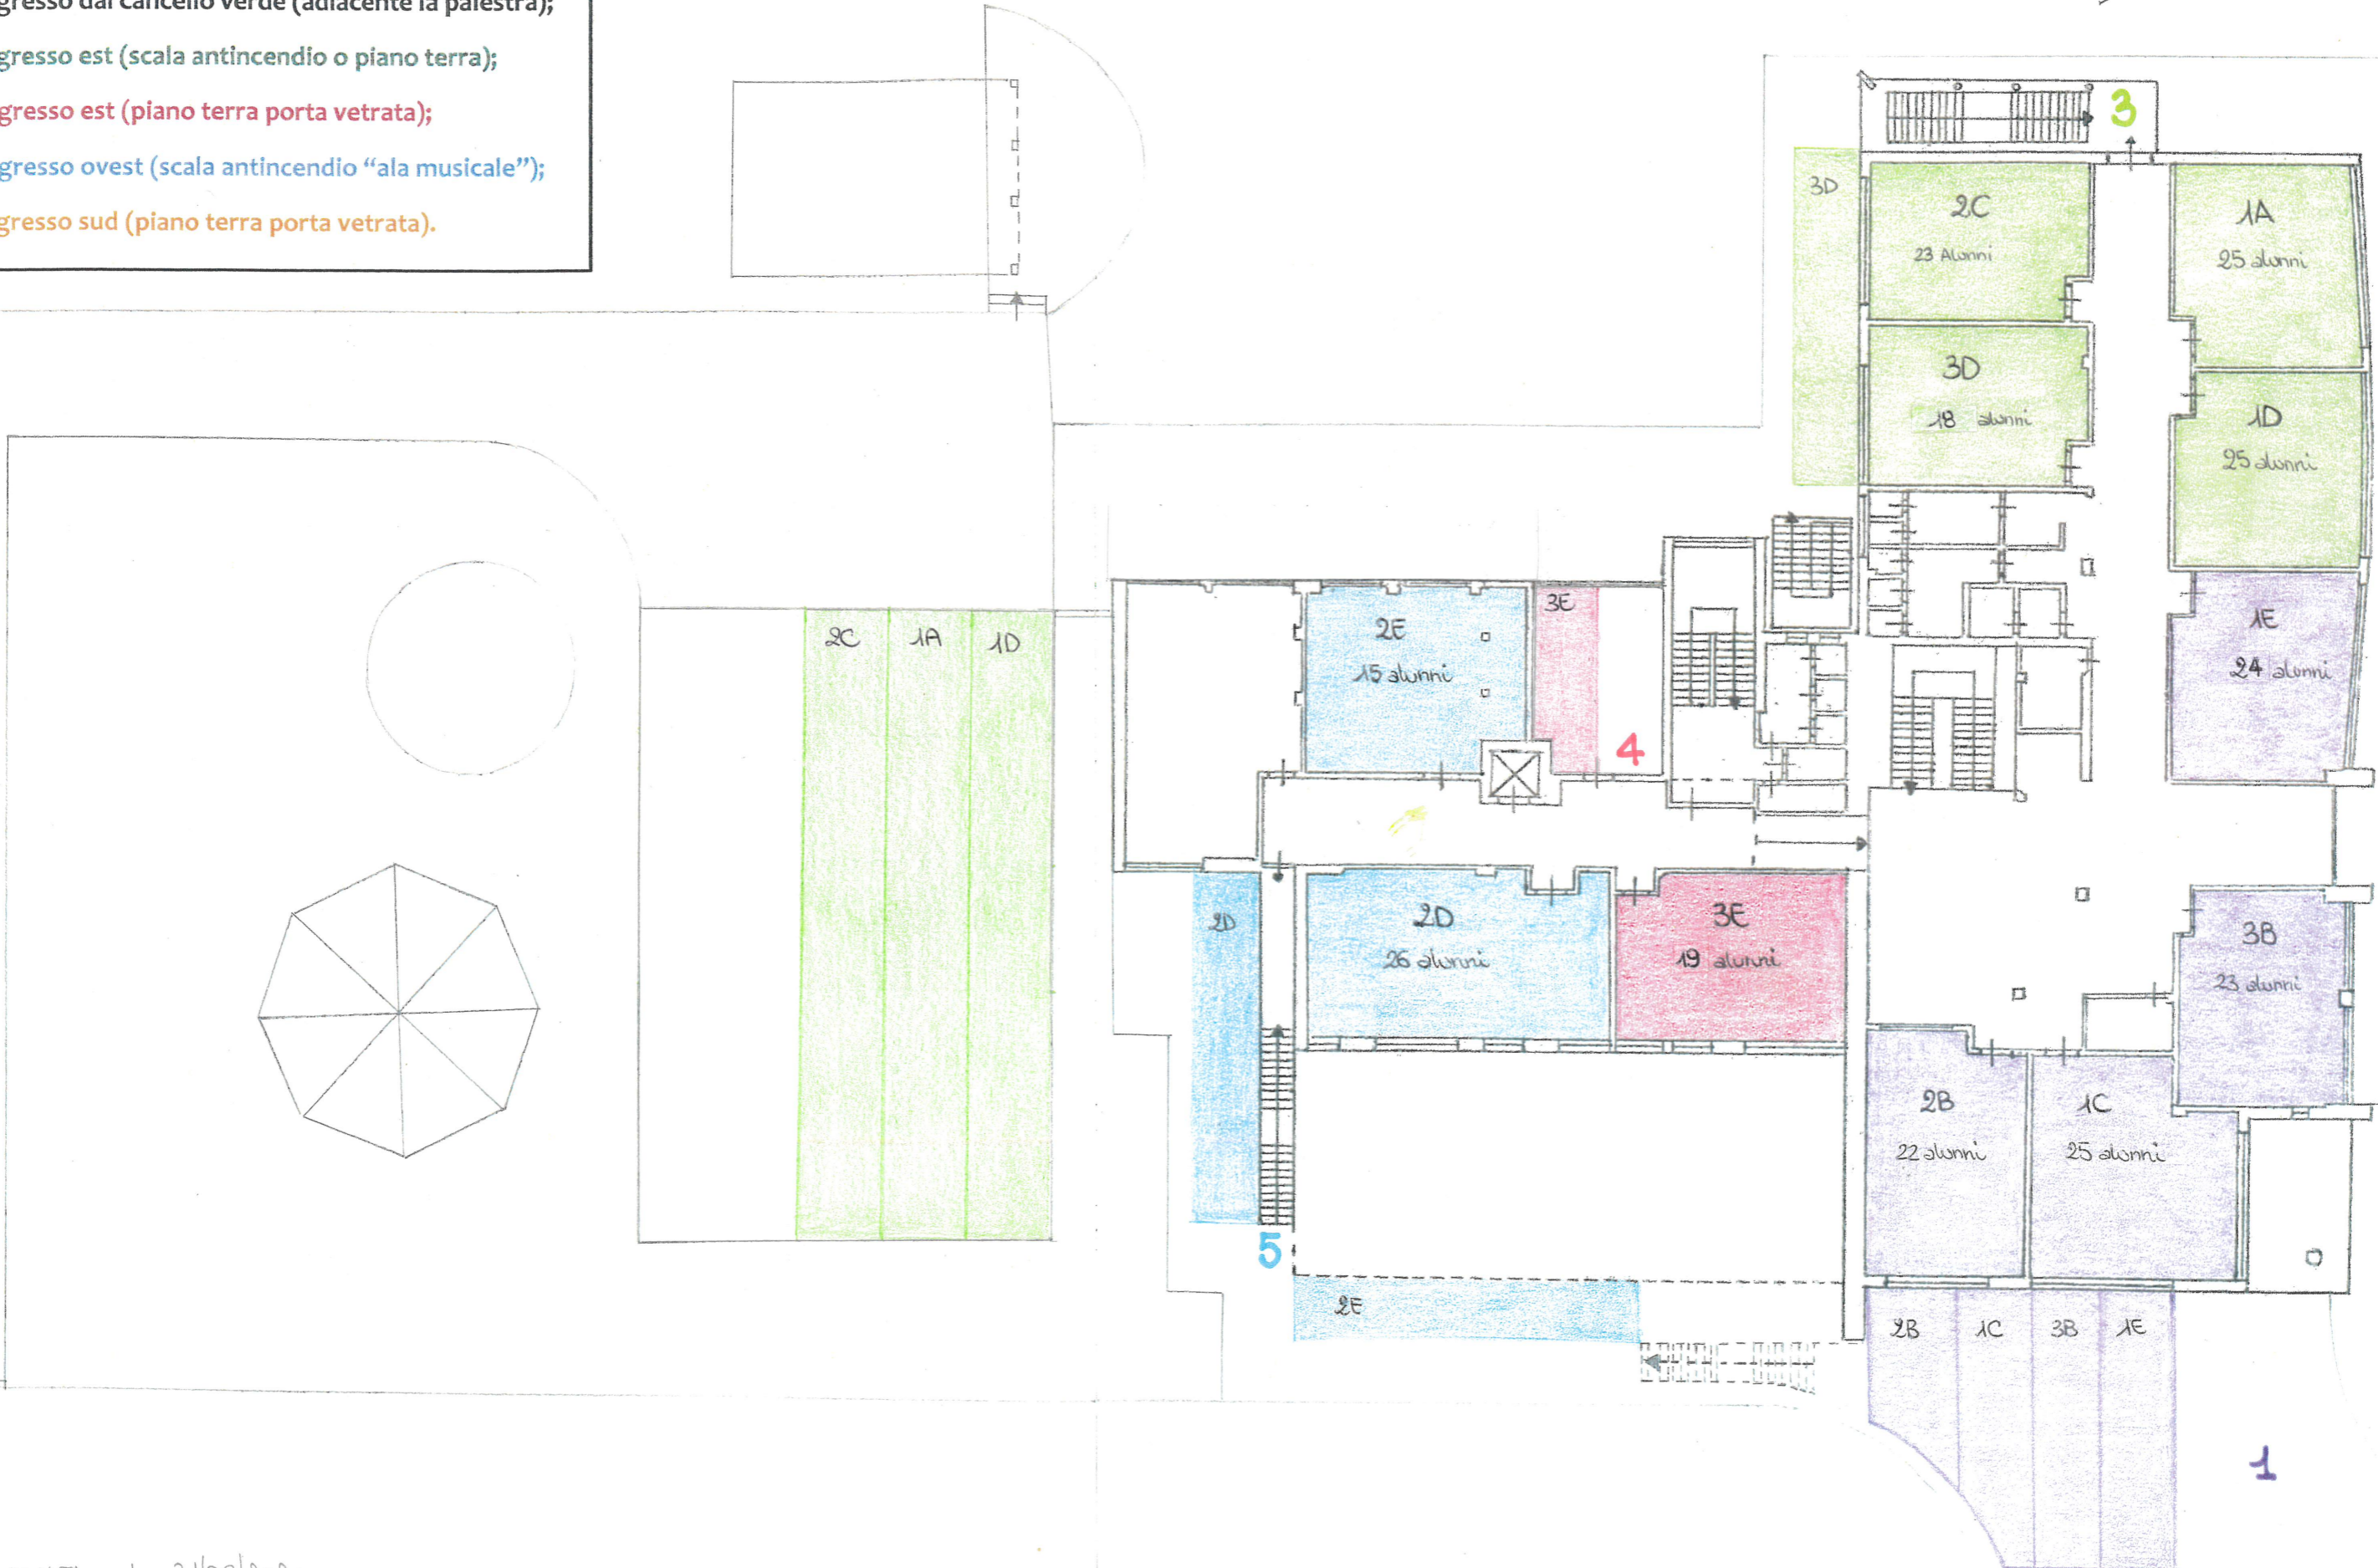 gresso dal cancello verde (adiacente la palestra);
gresso est (scala antincendio o piano terra);
gresso est (piano terra porta vetrata);
gresso ovest (scala antincendio “ala musicale”);
gresso sud (piano terra porta vetrata).
3
3D
2C
23 Alunni
1A
25 alunni
3D
18 alunni
1D
25 alunni
2C
1A
1D
2E
15 alunni
3E
4
1E
24 alunni
2D
2D
26 alunni
3E
19 alunni
3B
23 alunni
2B
22 alunni
1C
25 alunni
5
2E
2B
1C
3B
1E
1